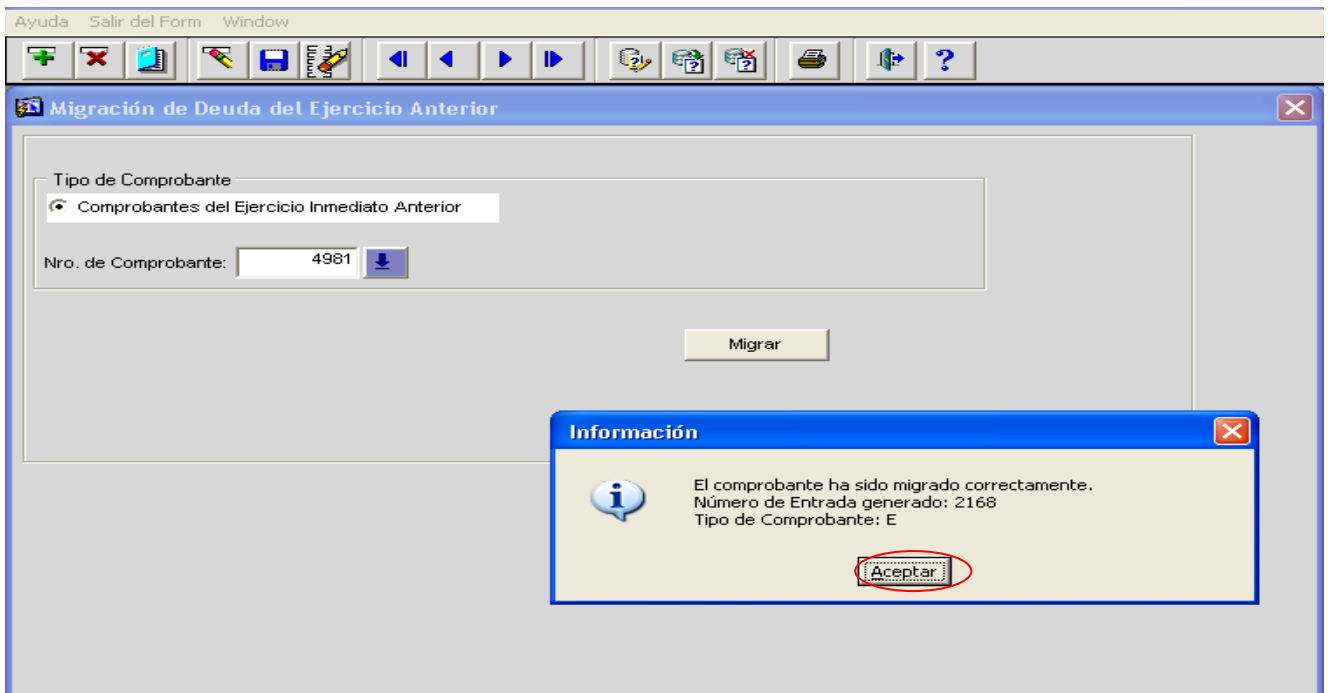 Ayuda Salir del Form Window
Migración de Deuda del Ejercicio Anterior
Tipo de Comprobante
Comprobantes del Ejercicio Inmediato Anterior
Nro. de Comprobante: 4981
Migrar
Información
El comprobante ha sido migrado correctamente.
Número de Entrada generado: 2168
Tipo de Comprobante: E
Aceptar